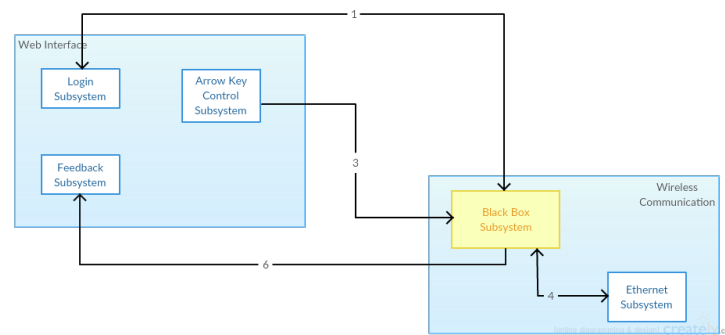 1
Web Interface
Login
Subsystem
Arrow Key
Control
Subsystem
3
Feedback
Subsystem
Wireless
Communication
Black Box
Subsystem
6
4
Ethernet
Subsystem